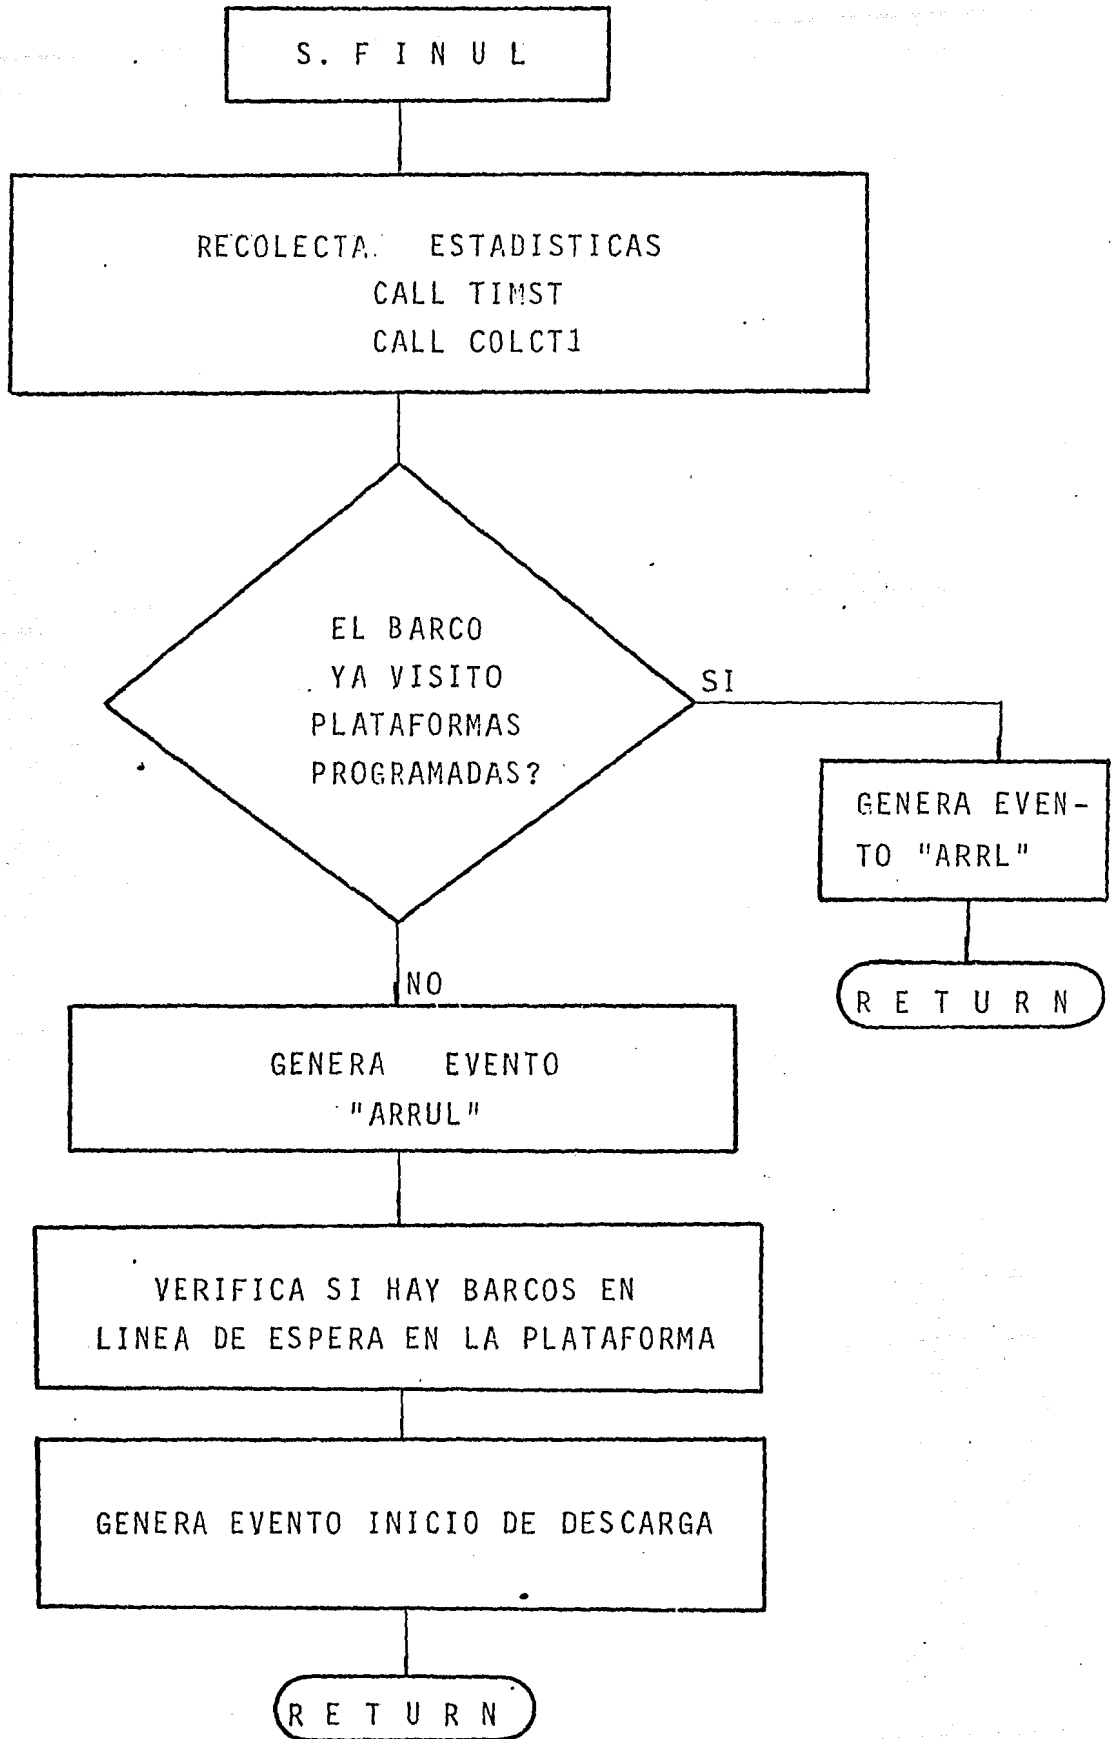 S. F I N U L
RECOLECTA. ESTADISTICAS
CALL TIMST
CALL COLCT1
EL BARCO
YA VISITO
PLATAFORMAS
PROGRAMADAS?
SI
GENERA EVEN-
TO "ARRL"
R E T U R N
NO
GENERA EVENTO
"ARRUL"
VERIFICA SI HAY BARCOS EN
LINEA DE ESPERA EN LA PLATAFORMA
GENERA EVENTO INICIO DE DESCARGA
R E T U R N